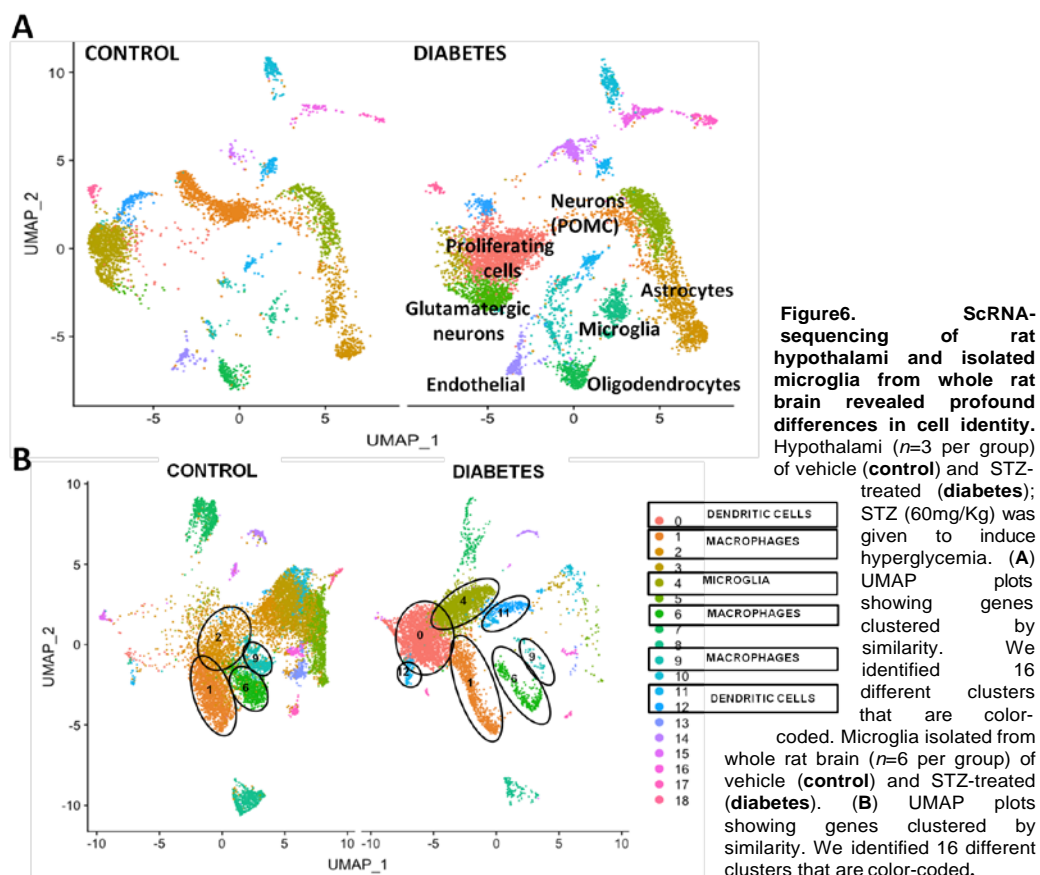 A
CONTROL
DIABETES
10
5
0
-5
UMAP_2
-5
0
5
-5
0
5
UMAP_1
Neurons
(POMC)
Proliferating
cells
Astrocytes
Glutamatergic
neurons
Microglia
Endothelial
Oligodendrocytes
B
CONTROL
DIABETES
10
5
0
-5
-10
UMAP_2
-10
-5
0
5
10
-10
-5
0
5
10
UMAP_1
2
9
1
6
4
11
0
12
1
6
9
0 DENDRITIC CELLS
1 MACROPHAGES
2
3
4 MICROGLIA
5
6 MACROPHAGES
7
8
9 MACROPHAGES
10
11 DENDRITIC CELLS
12
13
14
15
16
17
18
Figure6. ScRNA-
sequencing of rat
hypothalami and isolated
microglia from whole rat
brain revealed profound
differences in cell identity.
Hypothalami (n=3 per group)
of vehicle (control) and STZ-
treated (diabetes);
STZ (60mg/Kg) was
given to induce
hyperglycemia. (A)
UMAP plots
showing genes
clustered by
similarity. We
identified 16
different clusters
that are color-
coded. Microglia isolated from
whole rat brain (n=6 per group) of
vehicle (control) and STZ-treated
(diabetes). (B) UMAP plots
showing genes clustered by
similarity. We identified 16 different
clusters that are color-coded.